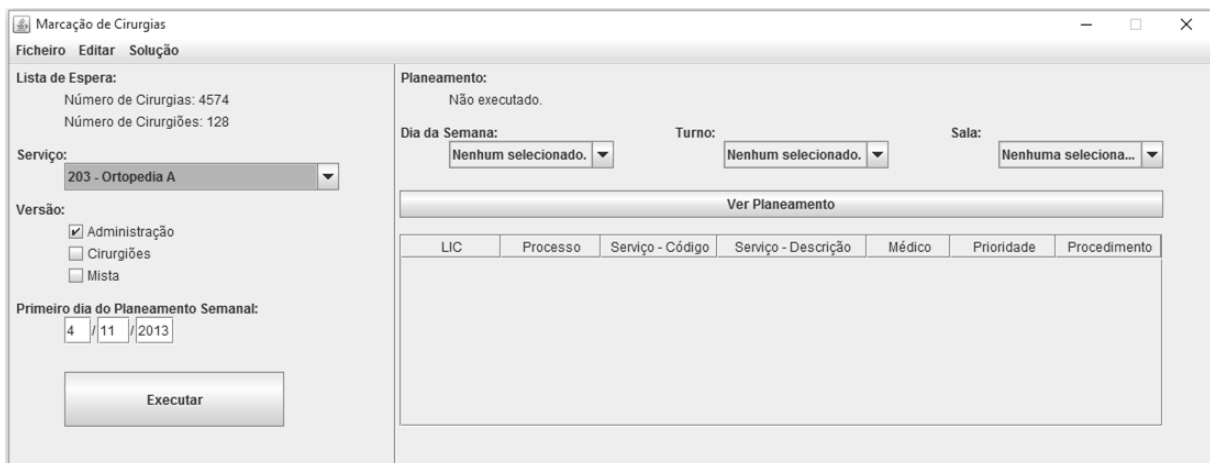 Marcação de Cirurgias
Ficheiro Editar Solução
Lista de Espera:
Número de Cirurgias: 4574
Número de Cirurgiões: 128
Serviço:
203 - Ortopedia A
Versão:
Administração
Cirurgiões
Mista
Primeiro dia do Planeamento Semanal:
4 / 11 / 2013
Executar
Planeamento:
Não executado.
Dia da Semana: Turno: Sala:
Nenhum selecionado. Nenhum selecionado. Nenhuma seleciona...
Ver Planeamento
LIC Processo Serviço - Código Serviço - Descrição Médico Prioridade Procedimento